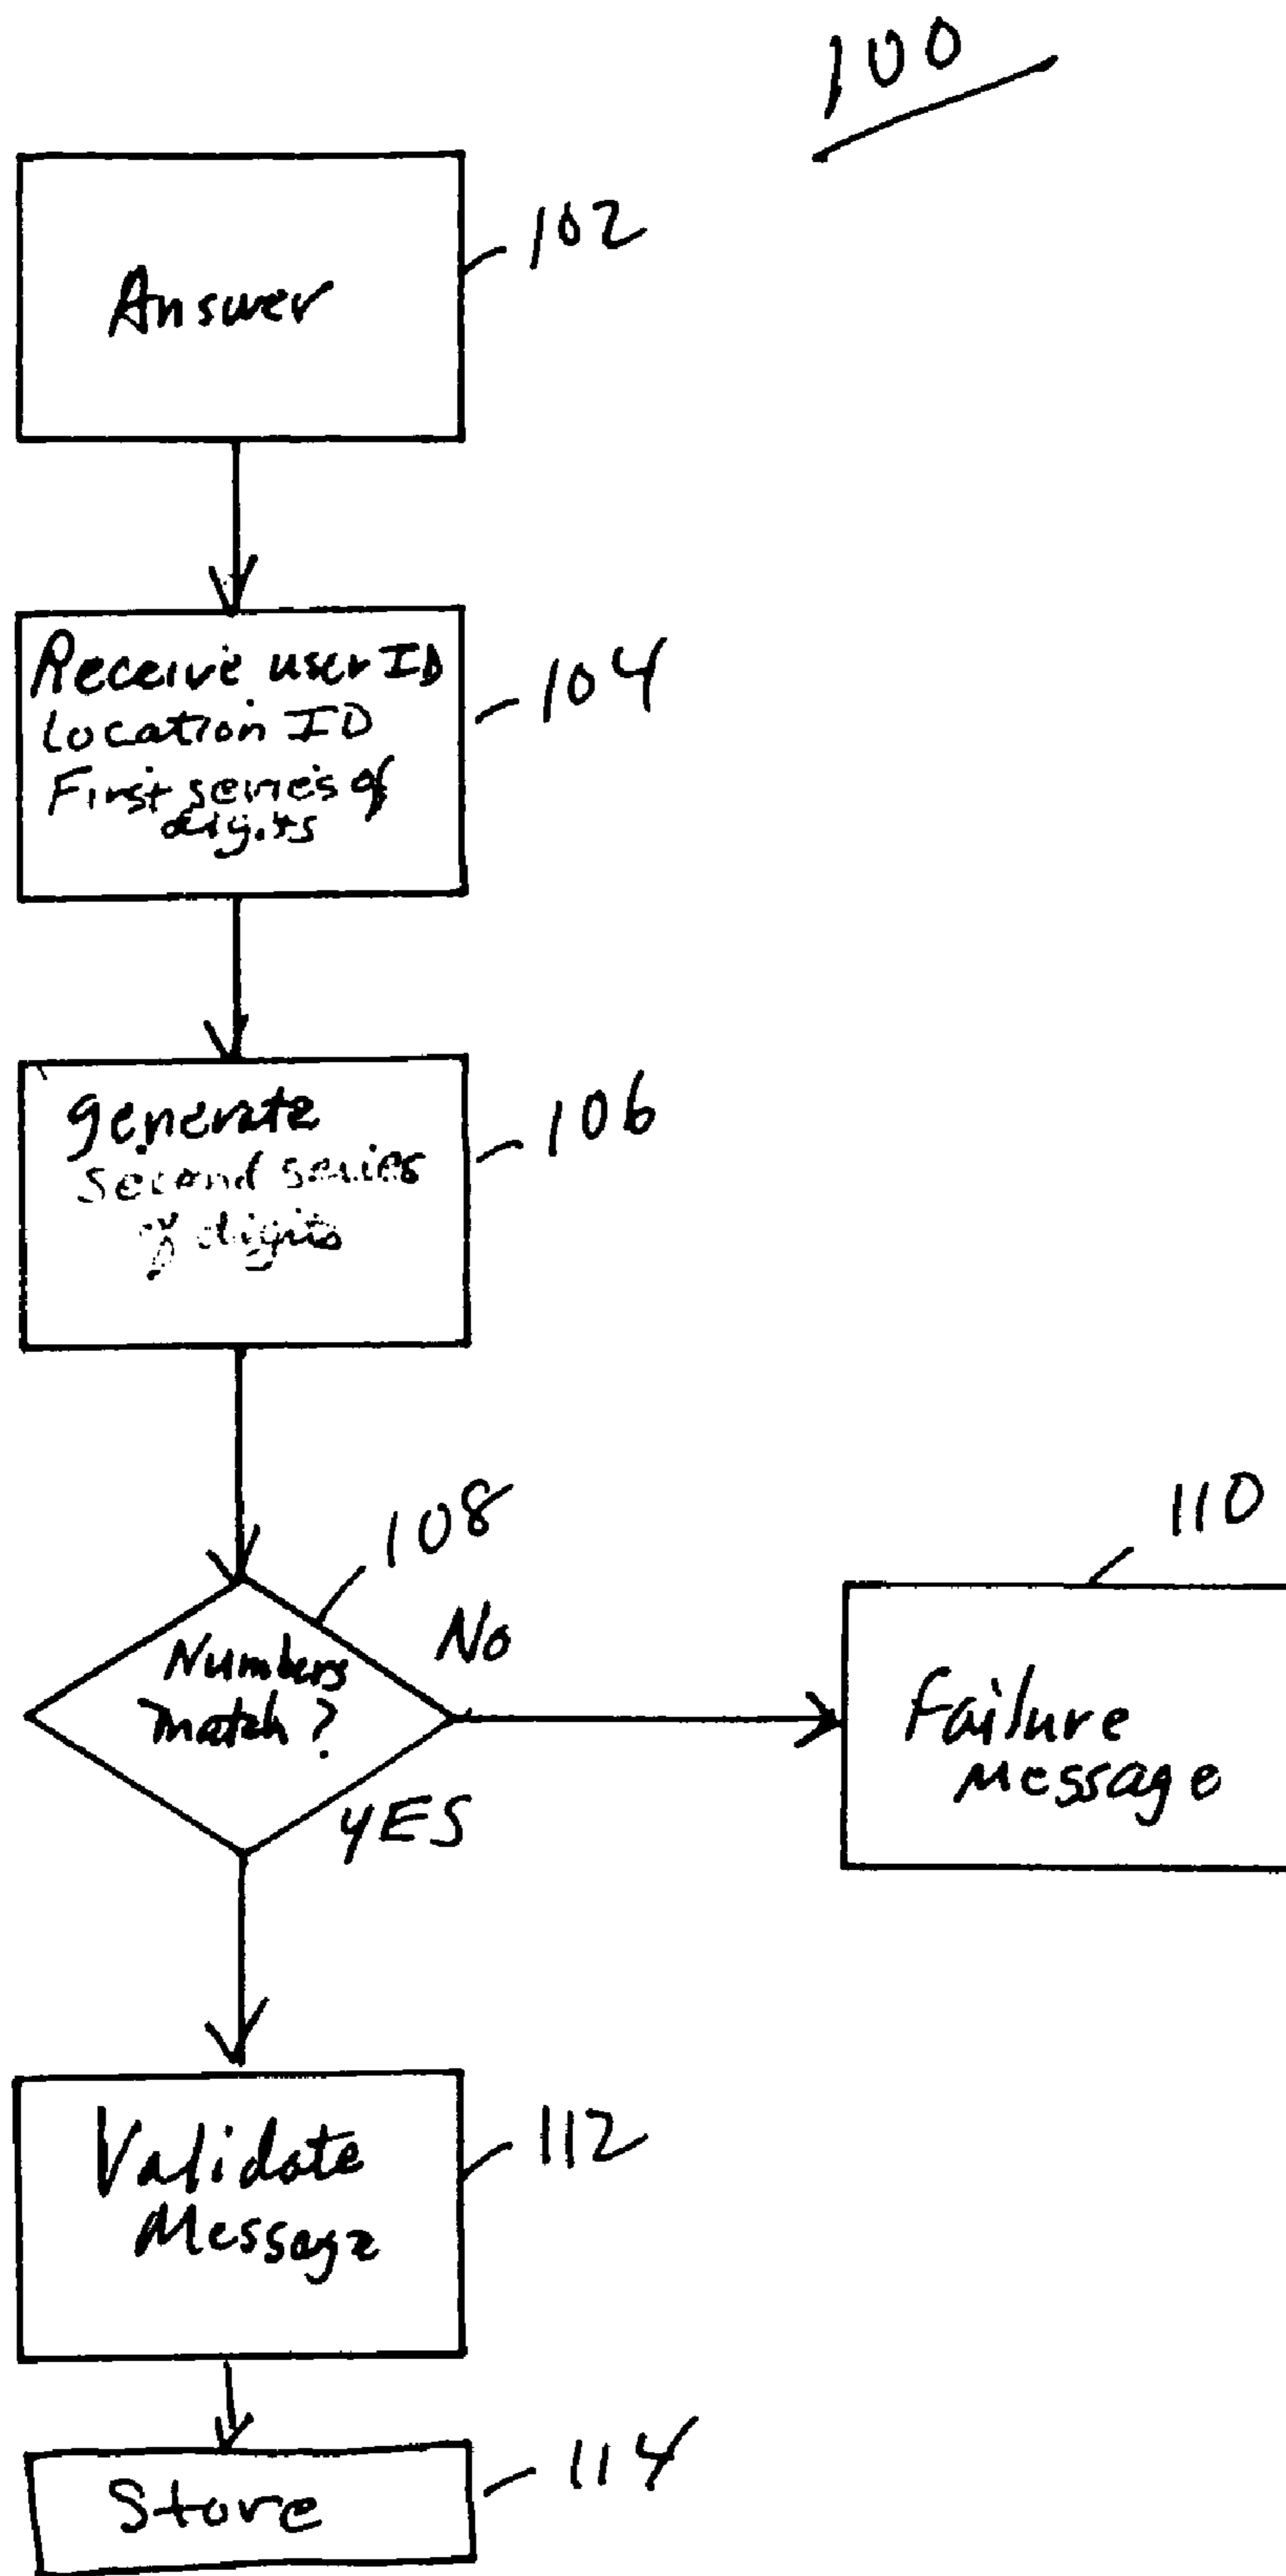 100
Answer
102
Receive user ID
Location ID
First series of
digits
104
generate
second series
of digits
106
108
Numbers
match?
No
YES
110
Failure
Message
Validate
Message
112
Store
114